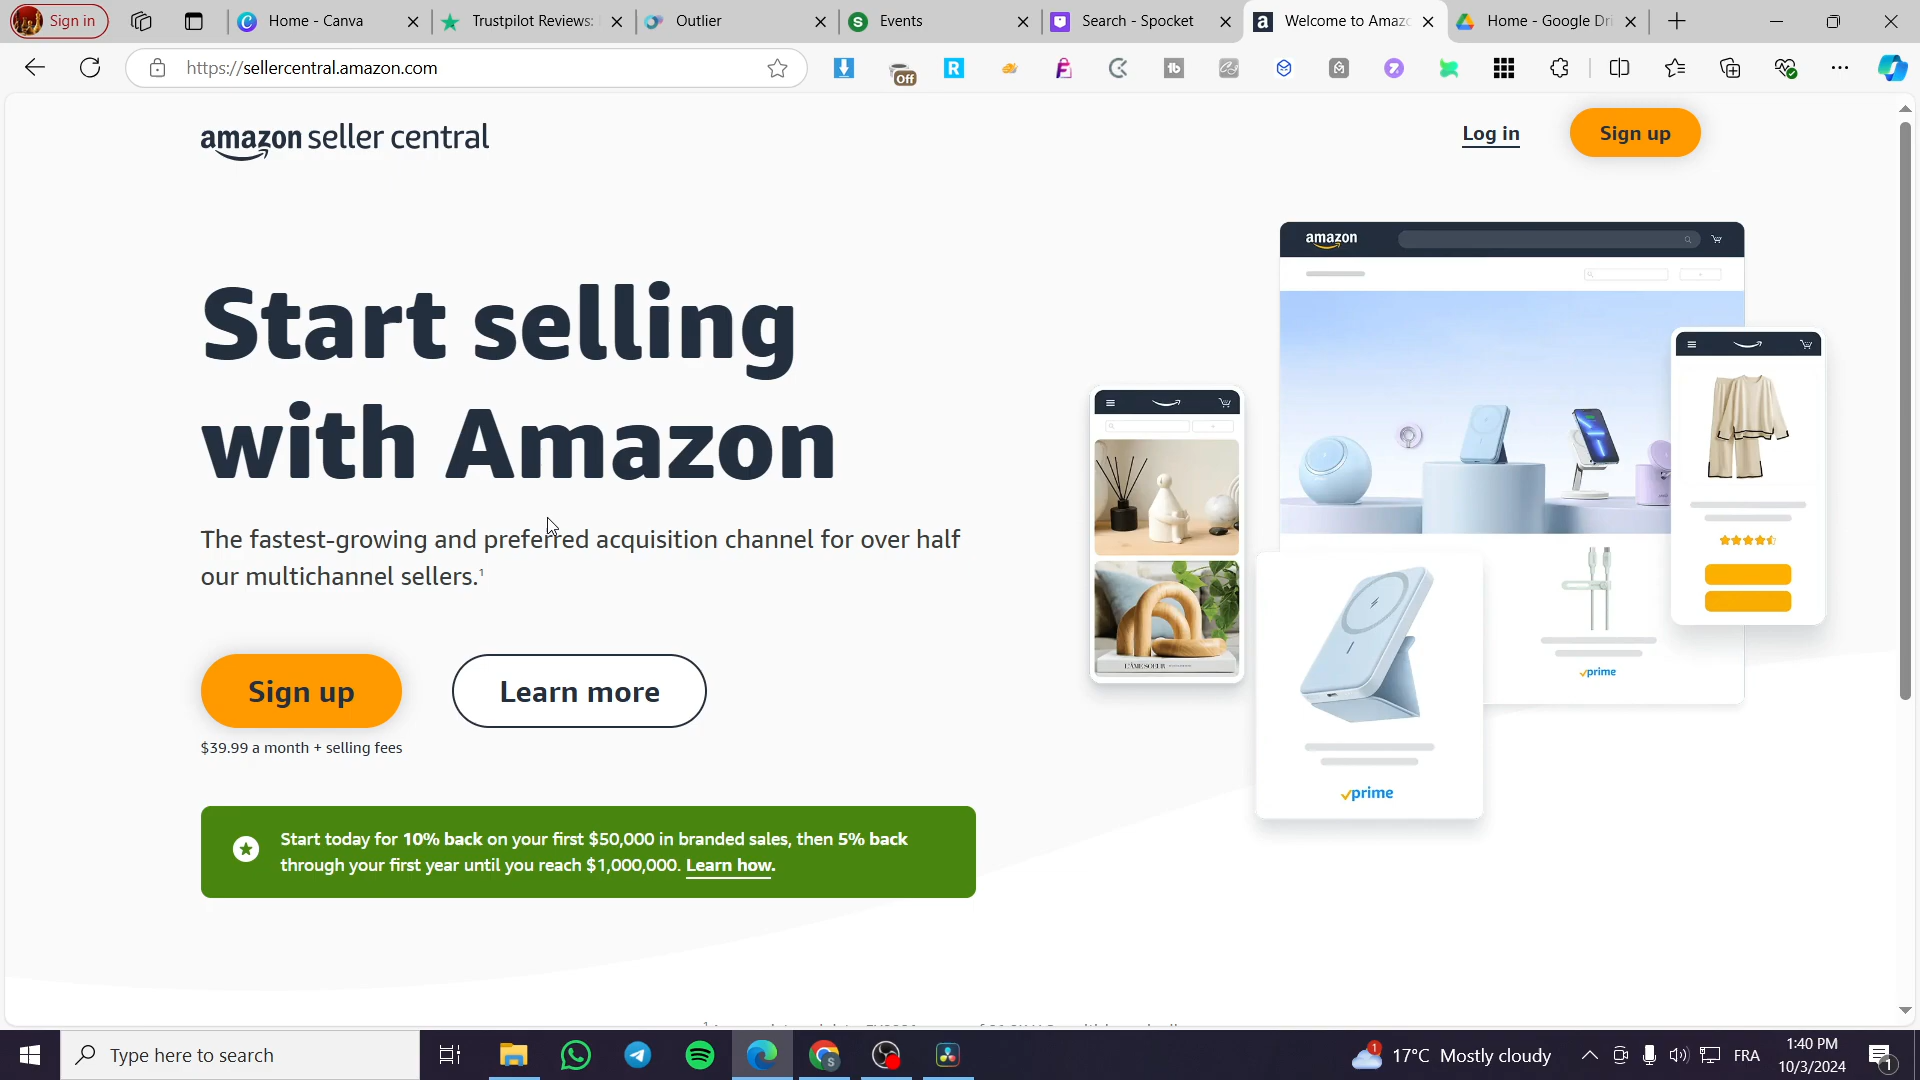 Sign in
Home - Canva
Trustpilot Reviews:
Outlier
Events
Search - Spocket
Welcome to Amaz
Home - Google Dri
https://sellercentral.amazon.com
Off
amazon seller central
Log in
Sign up
amazon
Start selling
with Amazon
The fastest-growing and preferred acquisition channel for over half
our multichannel sellers.¹
Sign up
Learn more
$39.99 a month + selling fees
prime
prime
Start today for 10% back on your first $50,000 in branded sales, then 5% back
through your first year until you reach $1,000,000. Learn how.
Type here to search
1
17°C Mostly cloudy
FRA
1:40 PM
10/3/2024
1